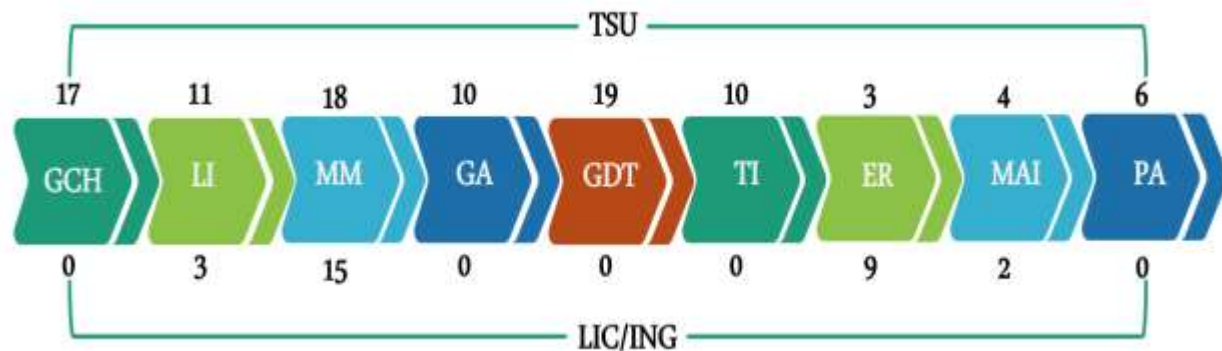 TSU
17 11 18 10 19 10 3 4 6
GCH LI MM GA GDT TI ER MAI PA
0 3 15 0 0 0 9 2 0
LIC/ING